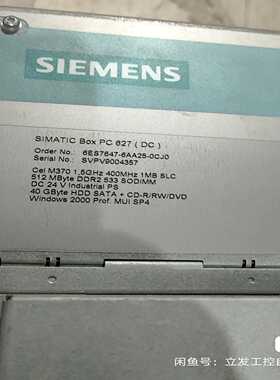 SIEMENS
SIMATIC Box PC 627 ( DC )
Order No.: 6ES7647-6AA25-0CJ0
Serial No.: SVPV9004357
Cel M370 1,5GHz 400MHz 1MB SLC
512 MByte DDR2 533 SODIMM
DC 24 V Industrial PS
40 GByte HDD SATA + CD-R/RW/DVD
Windows 2000 Prof. MUI SP4
闲鱼号:立发工控自